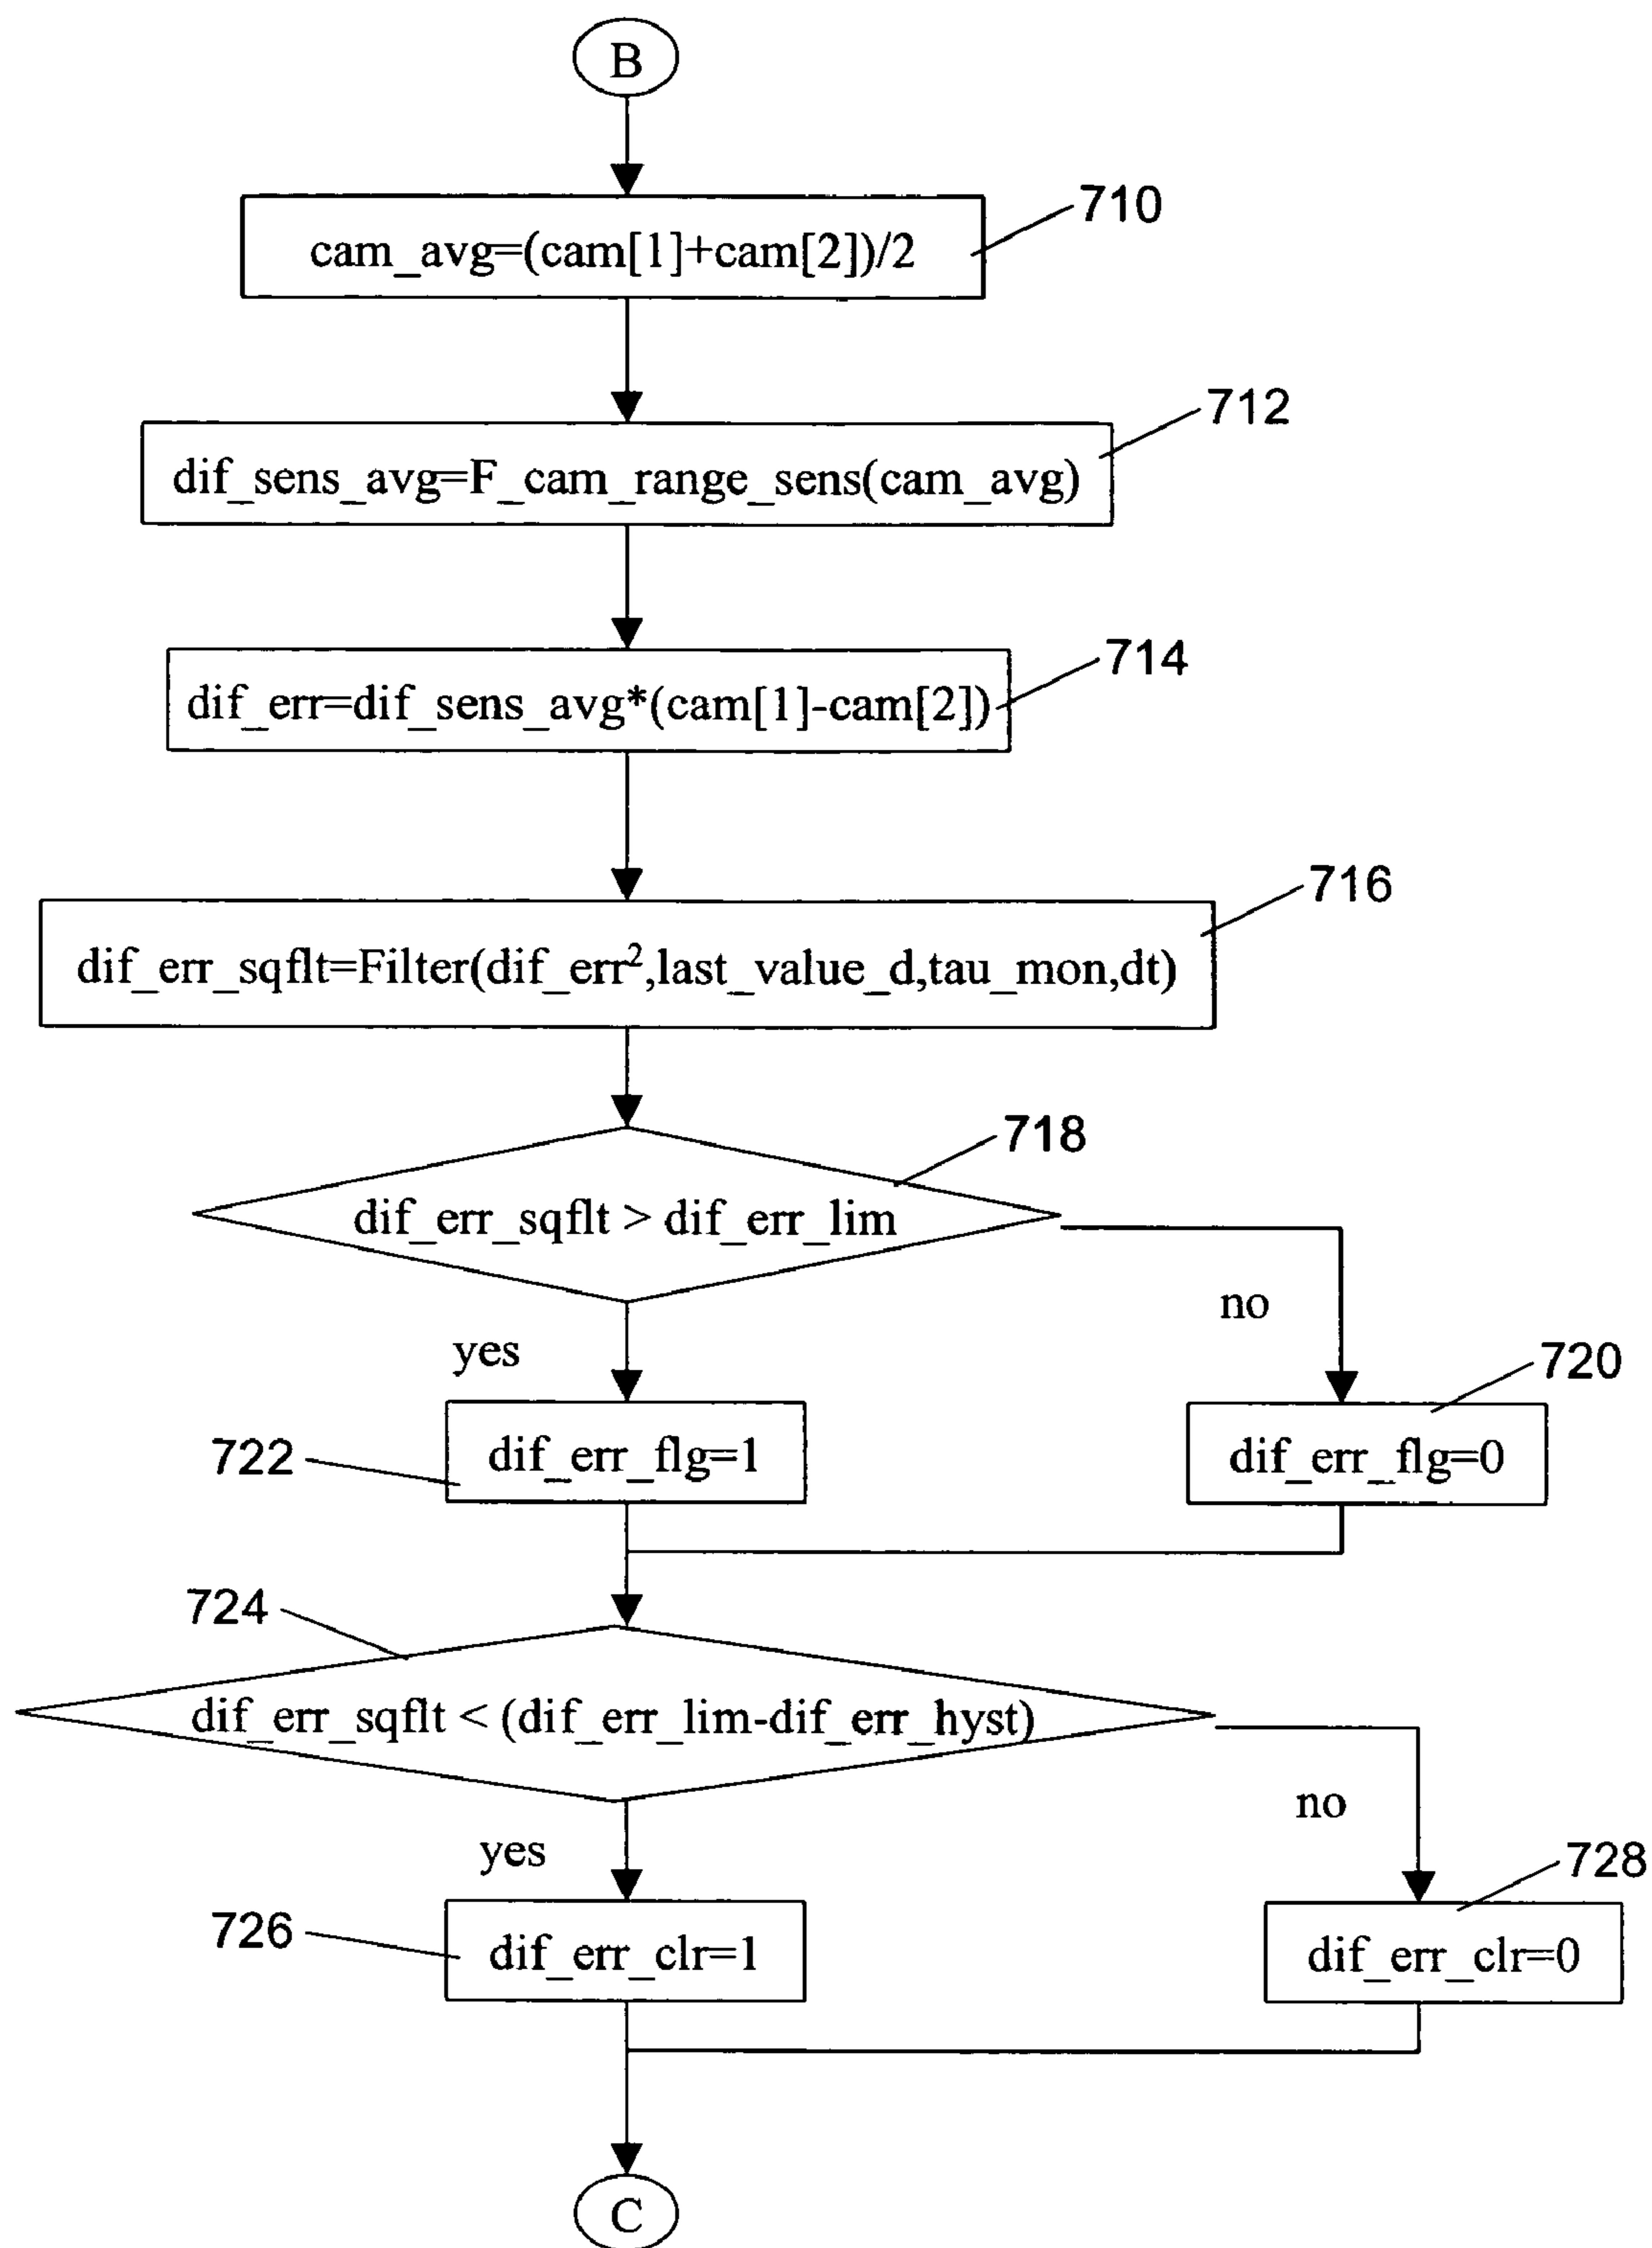 B
710
cam_avg=(cam[1]+cam[2])/2
712
dif_sens_avg=F_cam_range_sens(cam_avg)
714
dif_err=dif_sens_avg*(cam[1]-cam[2])
716
dif_err_sqflt=Filter(dif_err²,last_value_d,tau_mon,dt)
718
dif_err_sqflt > dif_err_lim
no
yes
720
722
dif_err_flg=1
dif_err_flg=0
724
dif_err_sqflt < (dif_err_lim-dif_err_hyst)
no
yes
728
726
dif_err_clr=1
dif_err_clr=0
C